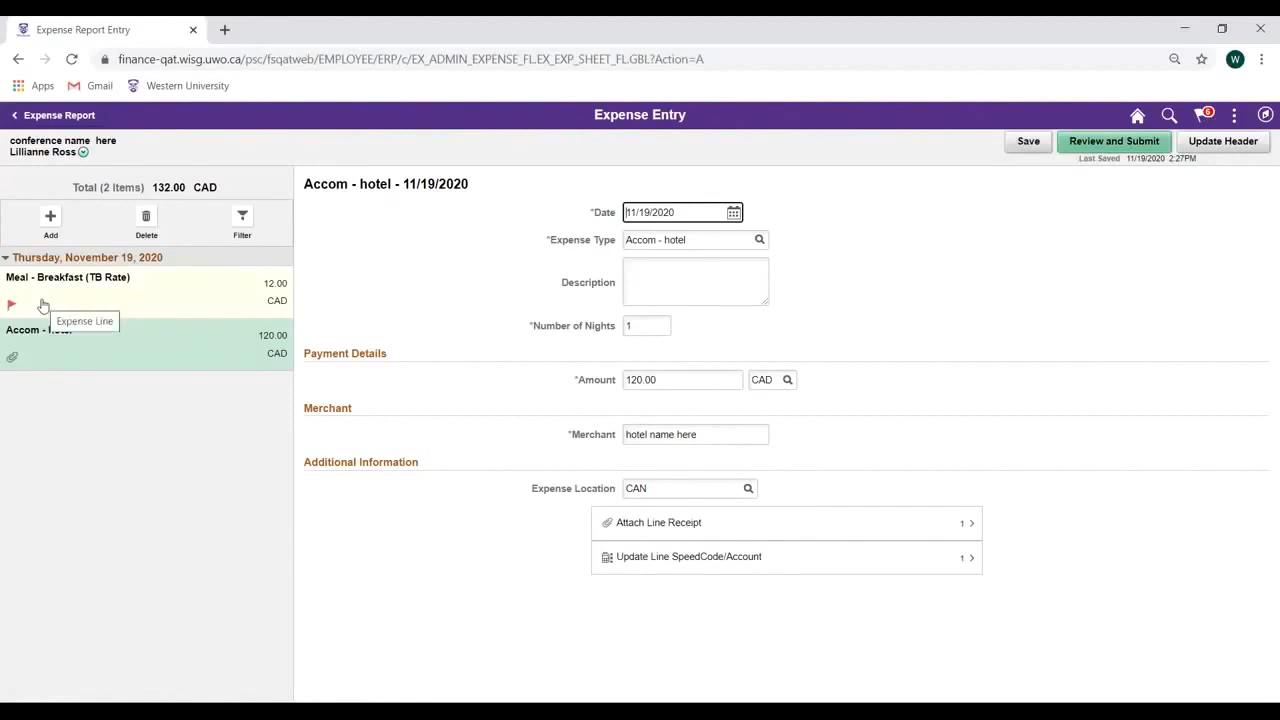 Expense Report Entry
finance-qat.wisg.uwo.ca/psc/fsqatweb/EMPLOYEE/ERP/c/EX_ADMIN_EXPENSE_FL.EX_EXP_SHEET_FL.GBL?Action=A
W
Apps Gmail Western University
Expense Report
Expense Entry
6
conference name here
Lillianne Ross
Save
Review and Submit
Update Header
Last Saved 11/19/2020 2:27PM
Total (2 Items) 132.00 CAD
Add
Delete
Filter
Thursday, November 19, 2020
Meal - Breakfast (TB Rate)
12.00
CAD
Expense Line
Accom - hotel
120.00
CAD
Accom - hotel - 11/19/2020
*Date 11/19/2020
*Expense Type Accom - hotel
Description
*Number of Nights 1
Payment Details
*Amount 120.00 CAD
Merchant
*Merchant hotel name here
Additional Information
Expense Location CAN
Attach Line Receipt 1
Update Line SpeedCode/Account 1